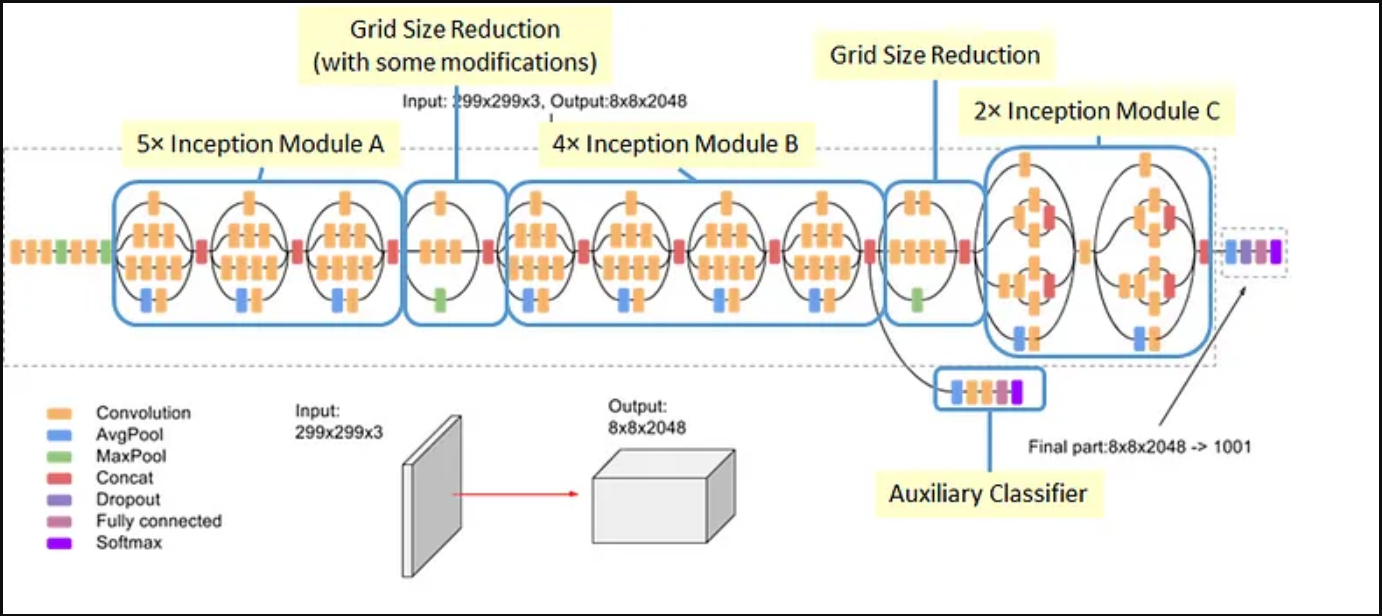 Grid Size Reduction
(with some modifications)
Grid Size Reduction
Input: 299x299x3, Output:8x8x2048
2× Inception Module C
5× Inception Module A
4× Inception Module B
Convolution
AvgPool
MaxPool
Concat
Dropout
Fully connected
Softmax
Input:
299x299x3
Output:
8x8x2048
Final part:8x8x2048 -> 1001
Auxiliary Classifier